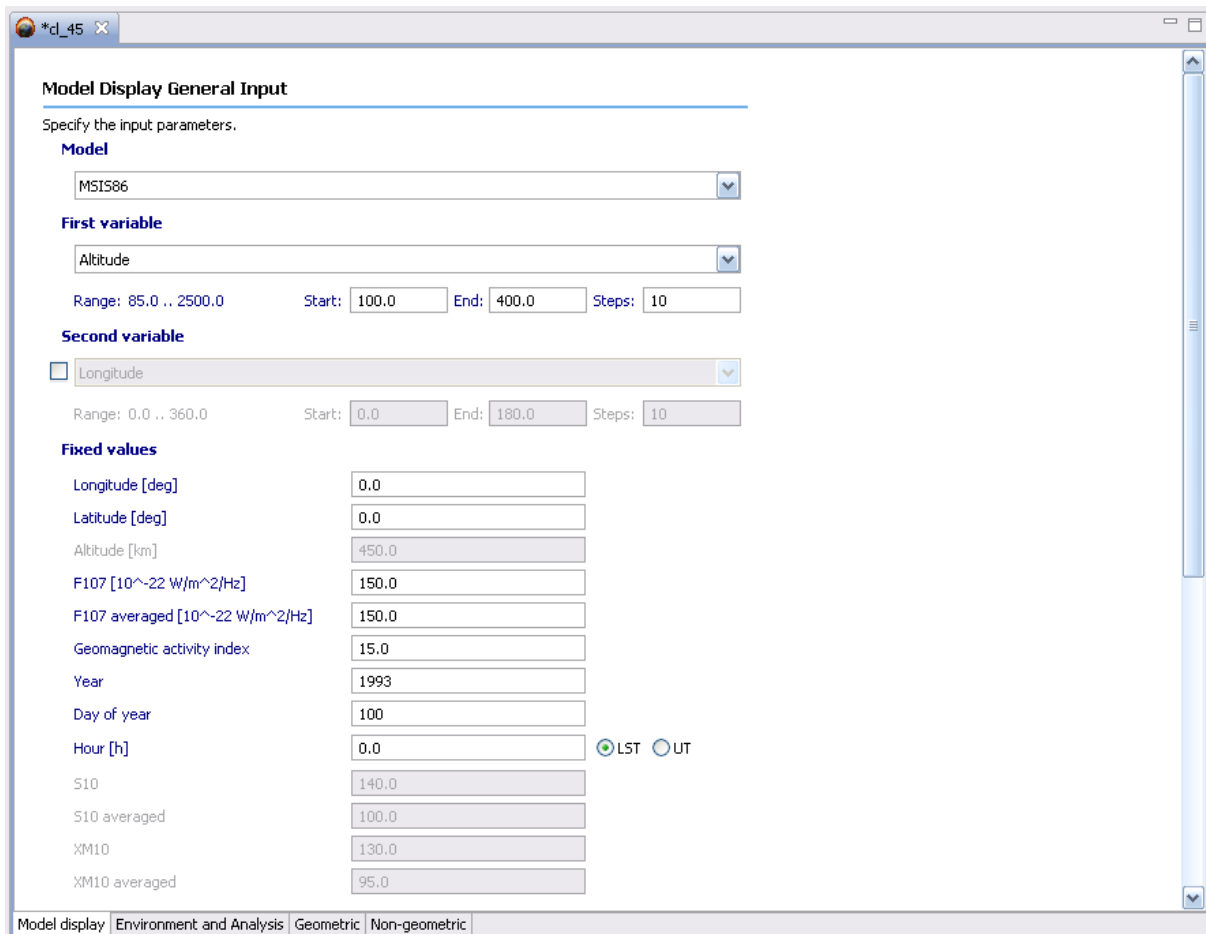 *cl_45
Model Display General Input
Specify the input parameters.
Model
MSIS86
First variable
Altitude
Range: 85.0 .. 2500.0 Start: 100.0 End: 400.0 Steps: 10
Second variable
Longitude
Range: 0.0 .. 360.0 Start: 0.0 End: 180.0 Steps: 10
Fixed values
Longitude [deg] 0.0
Latitude [deg] 0.0
Altitude [km] 450.0
F107 [10^-22 W/m^2/Hz] 150.0
F107 averaged [10^-22 W/m^2/Hz] 150.0
Geomagnetic activity index 15.0
Year 1993
Day of year 100
Hour [h] 0.0 LST UT
S10 140.0
S10 averaged 100.0
XM10 130.0
XM10 averaged 95.0
Model display Environment and Analysis Geometric Non-geometric